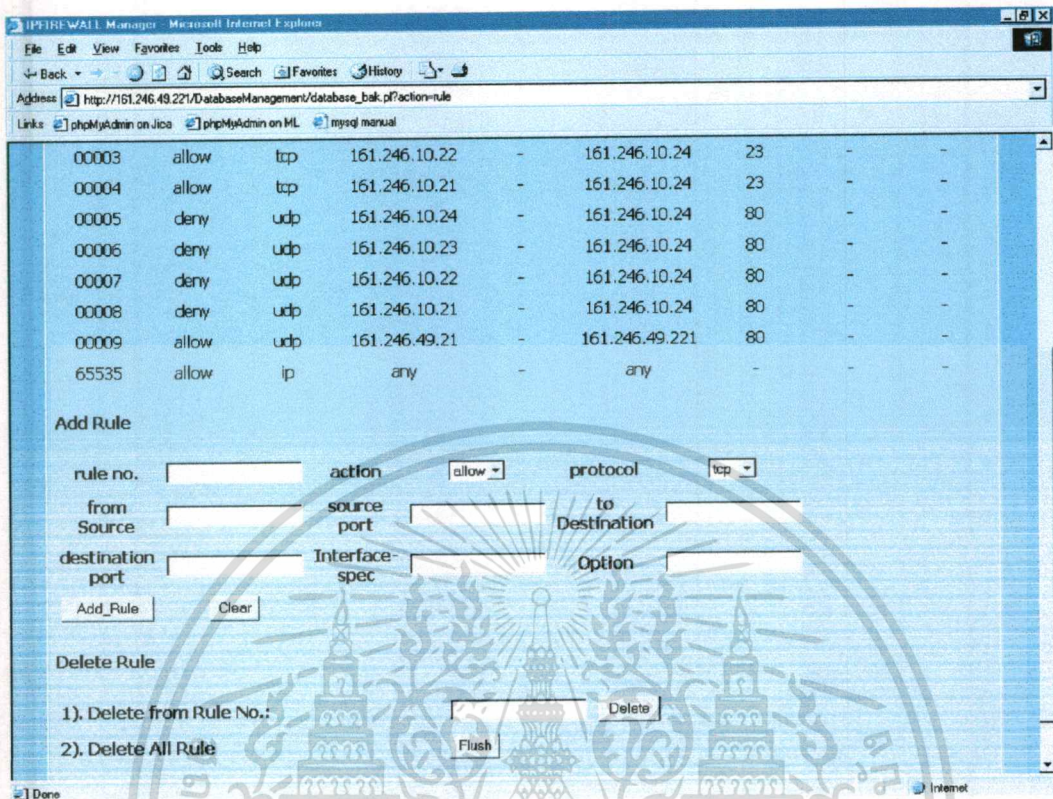 IPFIREWALL Manager - Microsoft Internet Explorer
File Edit View Favorites Tools Help
Back Search Favorites History
Address http://161.246.49.221/DatabaseManagement/database_bak.pl?action=rule
Links phpMyAdmin on Jica phpMyAdmin on ML mysql manual
00003 allow tcp 161.246.10.22 - 161.246.10.24 23 - -
00004 allow tcp 161.246.10.21 - 161.246.10.24 23 - -
00005 deny udp 161.246.10.24 - 161.246.10.24 80 - -
00006 deny udp 161.246.10.23 - 161.246.10.24 80 - -
00007 deny udp 161.246.10.22 - 161.246.10.24 80 - -
00008 deny udp 161.246.10.21 - 161.246.10.24 80 - -
00009 allow udp 161.246.49.21 - 161.246.49.221 80 - -
65535 allow ip any - any - - -
Add Rule
rule no. action allow protocol tcp
from Source source port to Destination
destination port Interface-spec Option
Add_Rule Clear
Delete Rule
1). Delete from Rule No.: Delete
2). Delete All Rule Flush
Done Internet